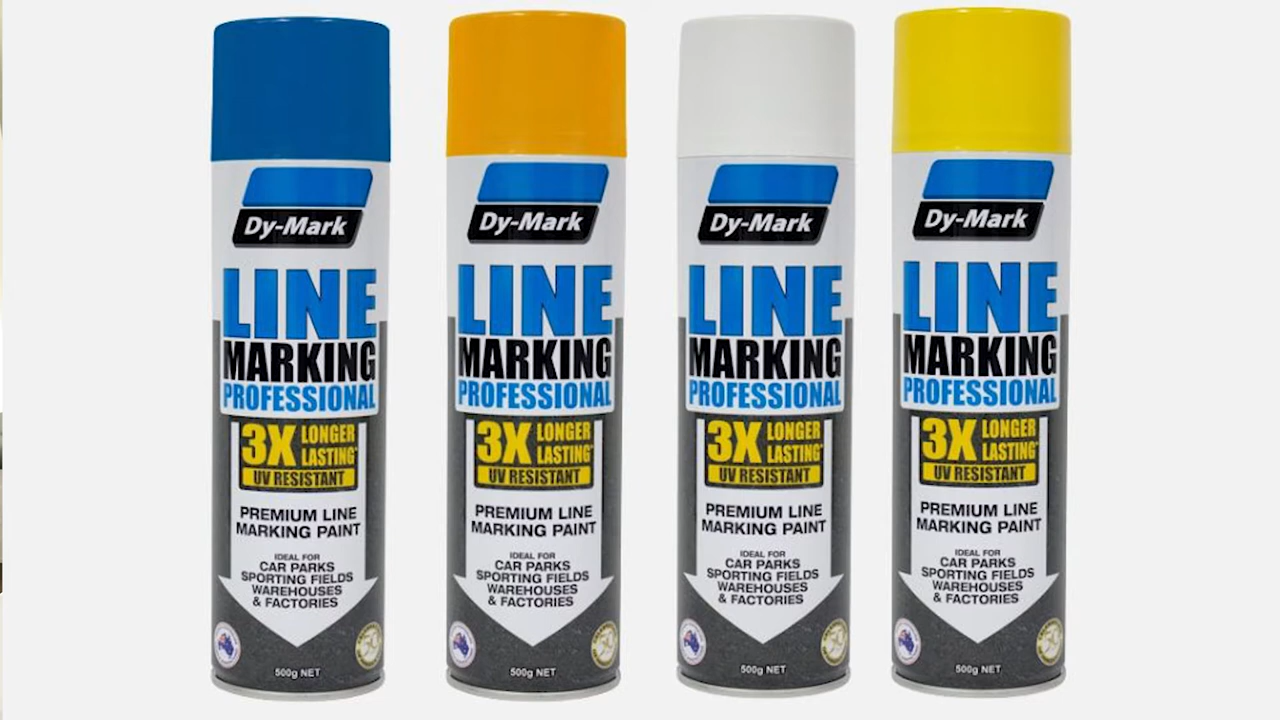 Dy-Mark
LINE
MARKING
PROFESSIONAL
3X LONGER
LASTING*
UV RESISTANT
PREMIUM LINE
MARKING PAINT
IDEAL FOR
CAR PARKS
SPORTING FIELDS
WAREHOUSES
& FACTORIES
500g NET
Dy-Mark
LINE
MARKING
PROFESSIONAL
3X LONGER
LASTING*
UV RESISTANT
PREMIUM LINE
MARKING PAINT
IDEAL FOR
CAR PARKS
SPORTING FIELDS
WAREHOUSES
& FACTORIES
500g NET
Dy-Mark
LINE
MARKING
PROFESSIONAL
3X LONGER
LASTING*
UV RESISTANT
PREMIUM LINE
MARKING PAINT
IDEAL FOR
CAR PARKS
SPORTING FIELDS
WAREHOUSES
& FACTORIES
500g NET
Dy-Mark
LINE
MARKING
PROFESSIONAL
3X LONGER
LASTING*
UV RESISTANT
PREMIUM LINE
MARKING PAINT
IDEAL FOR
CAR PARKS
SPORTING FIELDS
WAREHOUSES
& FACTORIES
500g NET